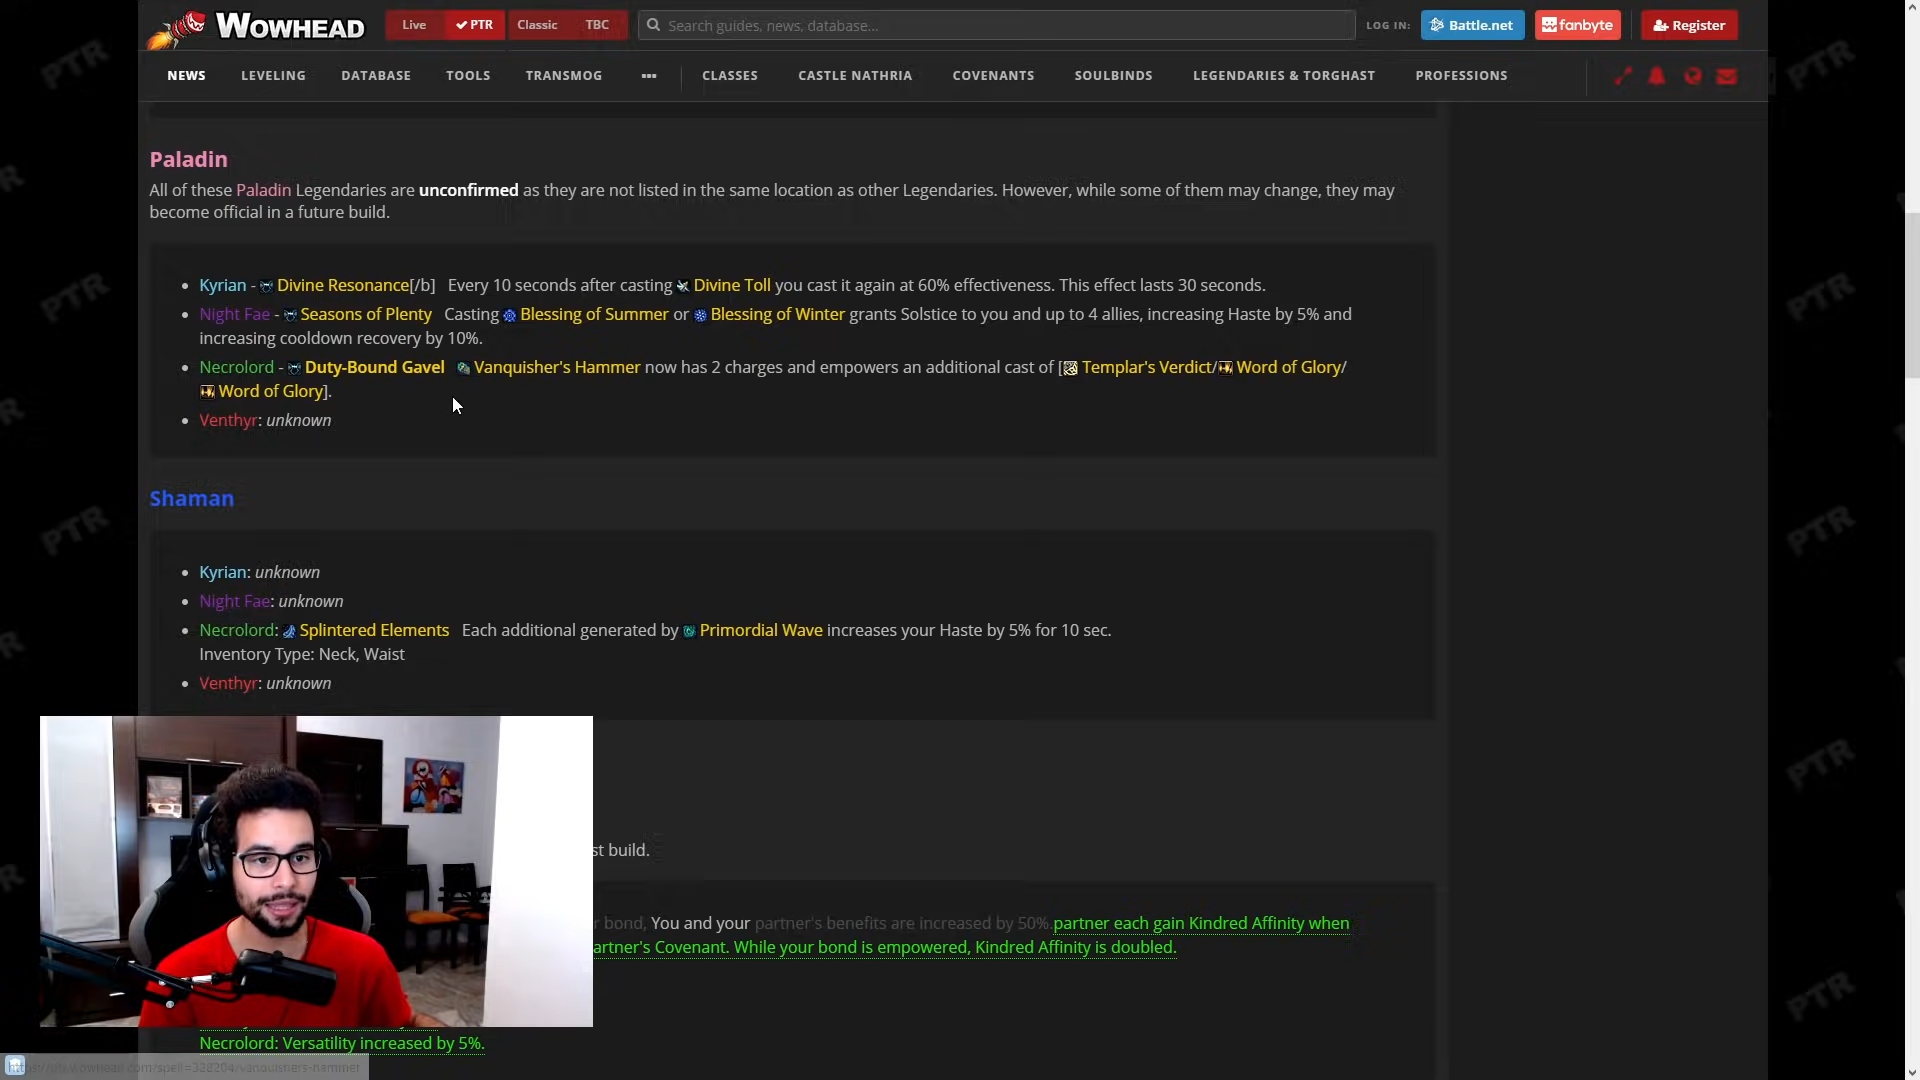 WOWHEAD Live PTR Classic TBC Search guides, news, database... LOG IN: Battle.net fanbyte Register
NEWS LEVELING DATABASE TOOLS TRANSMOG ••• CLASSES CASTLE NATHRIA COVENANTS SOULBINDS LEGENDARIES & TORGHAST PROFESSIONS
PTR
PTR
Paladin
All of these Paladin Legendaries are unconfirmed as they are not listed in the same location as other Legendaries. However, while some of them may change, they may
become official in a future build.
• Kyrian - Divine Resonance[/b] Every 10 seconds after casting Divine Toll you cast it again at 60% effectiveness. This effect lasts 30 seconds.
• Night Fae - Seasons of Plenty Casting Blessing of Summer or Blessing of Winter grants Solstice to you and up to 4 allies, increasing Haste by 5% and
increasing cooldown recovery by 10%.
PTR
PTR
• Necrolord - Duty-Bound Gavel Vanquisher's Hammer now has 2 charges and empowers an additional cast of [Templar's Verdict/Word of Glory/
Word of Glory].
• Venthyr: unknown
Shaman
PTR
PTR
• Kyrian: unknown
• Night Fae: unknown
• Necrolord: Splintered Elements Each additional generated by Primordial Wave increases your Haste by 5% for 10 sec.
Inventory Type: Neck, Waist
• Venthyr: unknown
PTR
st build.
r bond, You and your partner's benefits are increased by 50%.partner each gain Kindred Affinity when
artner's Covenant. While your bond is empowered, Kindred Affinity is doubled.
PTR
Necrolord: Versatility increased by 5%.